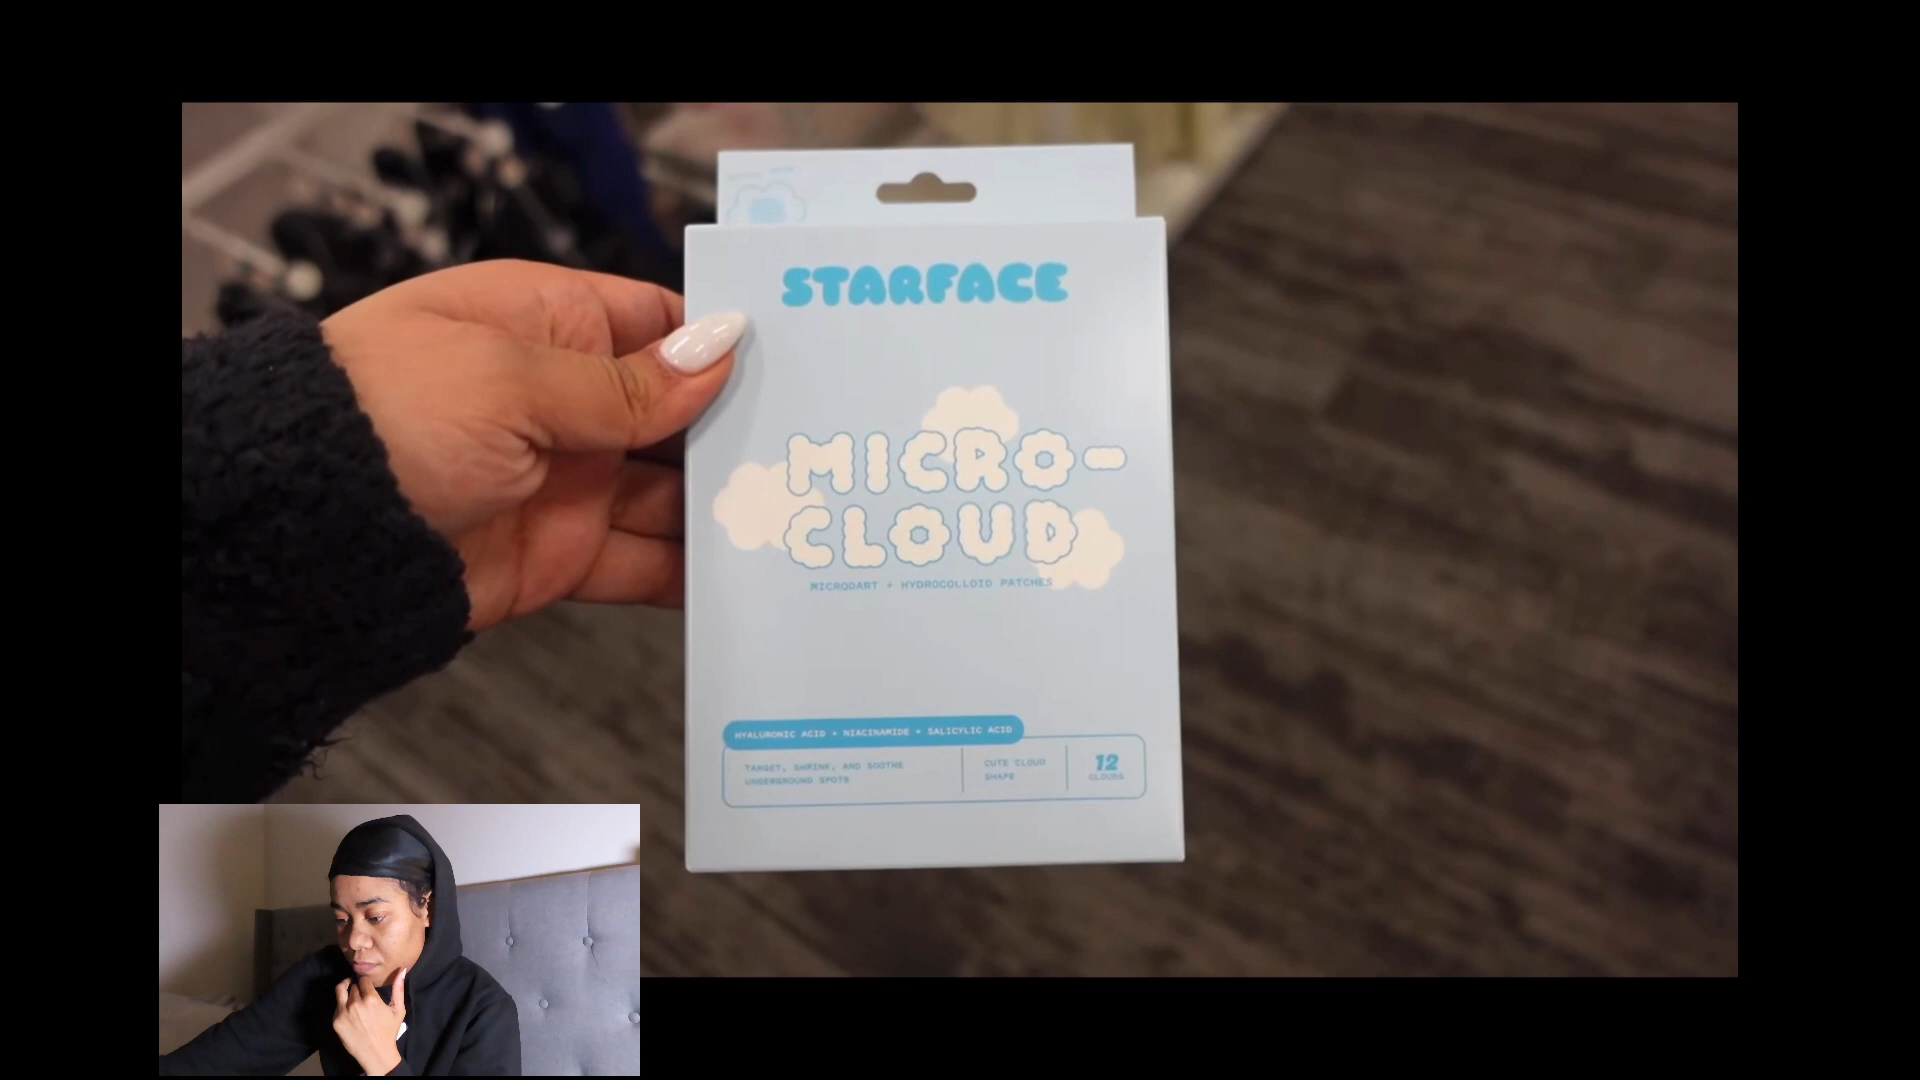 STARFACE
MICRO-
CLOUD
MICRODART + HYDROCOLLOID PATCHES
HYALURONIC ACID + NIACINAMIDE + SALICYLIC ACID
TARGET, SHRINK, AND SOOTHE
UNDERGROUND SPOTS
CUTE CLOUD
SHAPE
12
CLOUDS